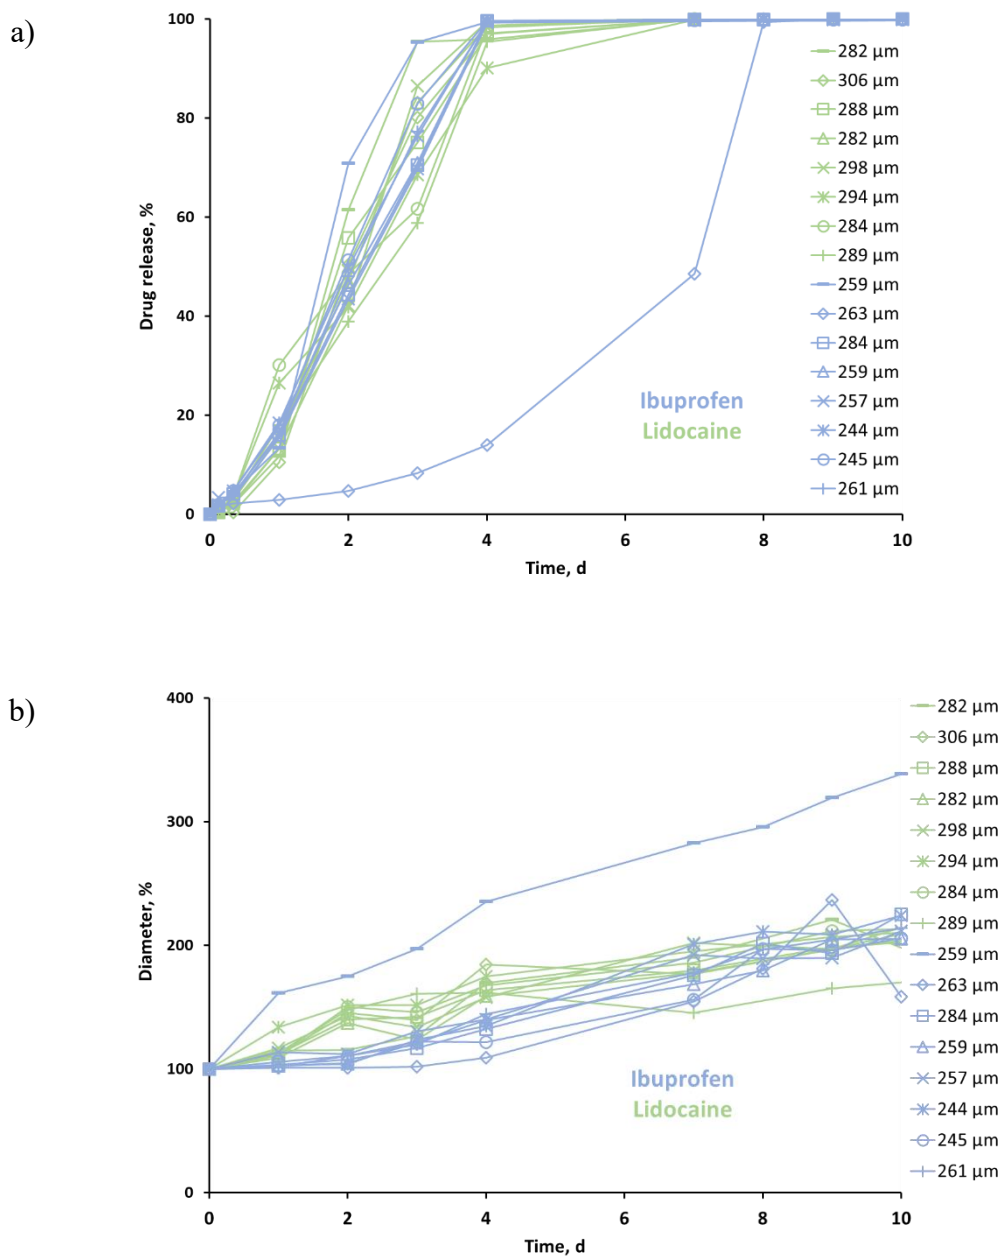 a)
Drug release, %
100
80
60
40
20
0
0 2 4 6 8 10
Time, d
Ibuprofen
Lidocaine
282 µm
306 µm
288 µm
282 µm
298 µm
294 µm
284 µm
289 µm
259 µm
263 µm
284 µm
259 µm
257 µm
244 µm
245 µm
261 µm
b)
Diameter, %
400
300
200
100
0
0 2 4 6 8 10
Time, d
Ibuprofen
Lidocaine
282 µm
306 µm
288 µm
282 µm
298 µm
294 µm
284 µm
289 µm
259 µm
263 µm
284 µm
259 µm
257 µm
244 µm
245 µm
261 µm